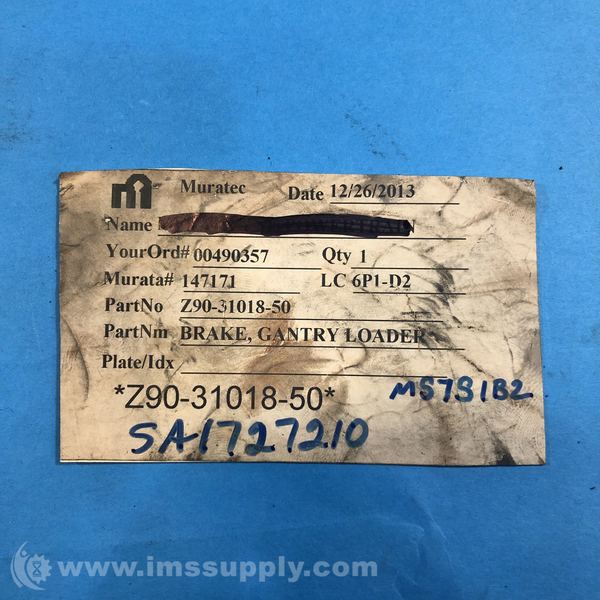 Muratec Date 12/26/2013
Name
YourOrd# 00490357 Qty 1
Murata# 147171 LC 6P1-D2
PartNo Z90-31018-50
PartNm BRAKE, GANTRY LOADER
Plate/Idx
*Z90-31018-50* MS7S1B2
SA1727210
www.imssupply.com